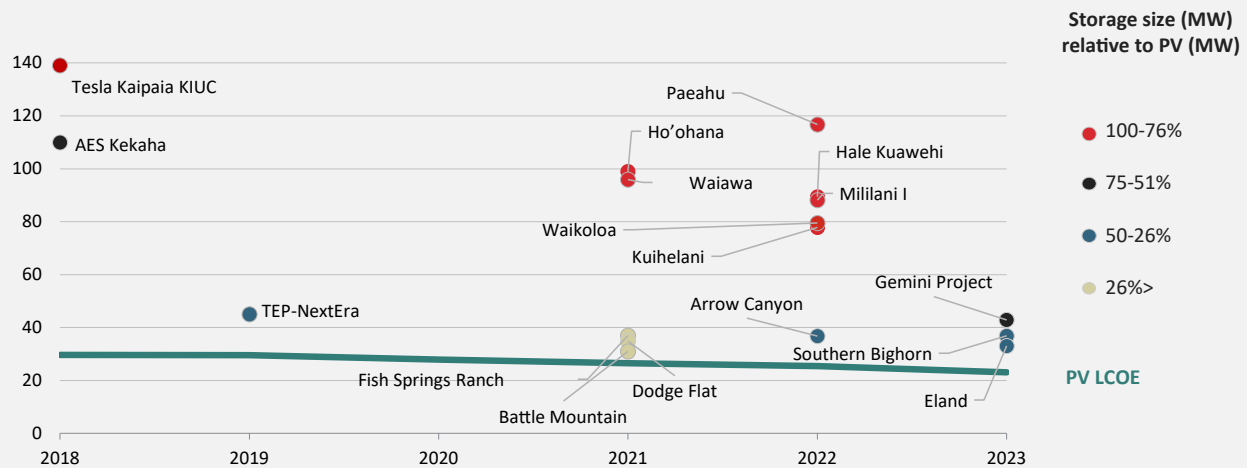 Storage size (MW)
relative to PV (MW)
140
Tesla Kaipaia KIUC
120
Paeahu
AES Kekaha
Ho’ohana
100
Hale Kuawehi
Waiawa
Mililani I
80
Waikoloa
Kuihelani
60
Gemini Project
TEP-NextEra
Arrow Canyon
40
Southern Bighorn
Fish Springs Ranch
20
Dodge Flat
PV LCOE
Battle Mountain
Eland
0
2018
2019
2020
2021
2022
2023
100-76%
75-51%
50-26%
26%>